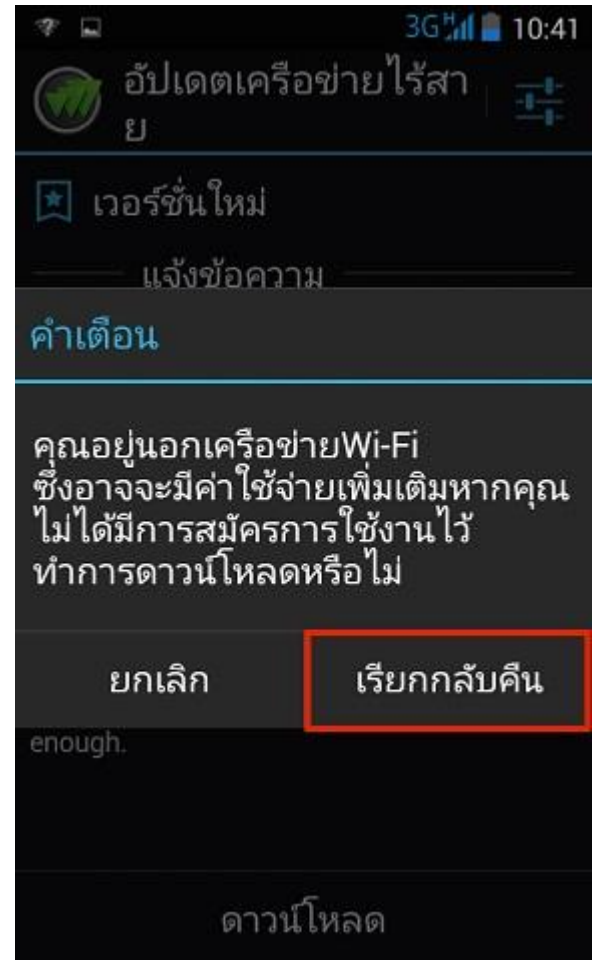 3G H 10:41
อัปเดตเครือข่ายไร้สา
ย
เวอร์ชั่นใหม่
แจ้งข้อความ
คำเตือน
คุณอยู่นอกเครือข่ายWi-Fi
ซึ่งอาจจะมีค่าใช้จ่ายเพิ่มเติมหากคุณ
ไม่ได้มีการสมัครการใช้งานไว้
ทำการดาวน์โหลดหรือไม่
ยกเลิก
เรียกกลับคืน
enough.
ดาวน์โหลด